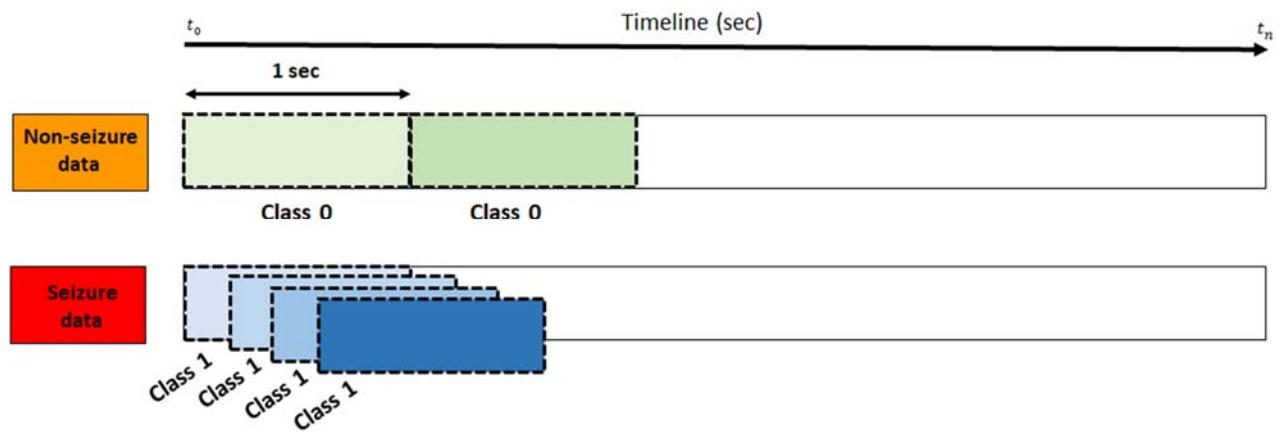 t₀
Timeline (sec)
tₙ
1 sec
Non-seizure
data
Class 0
Class 0
Seizure
data
Class 1
Class 1
Class 1
Class 1